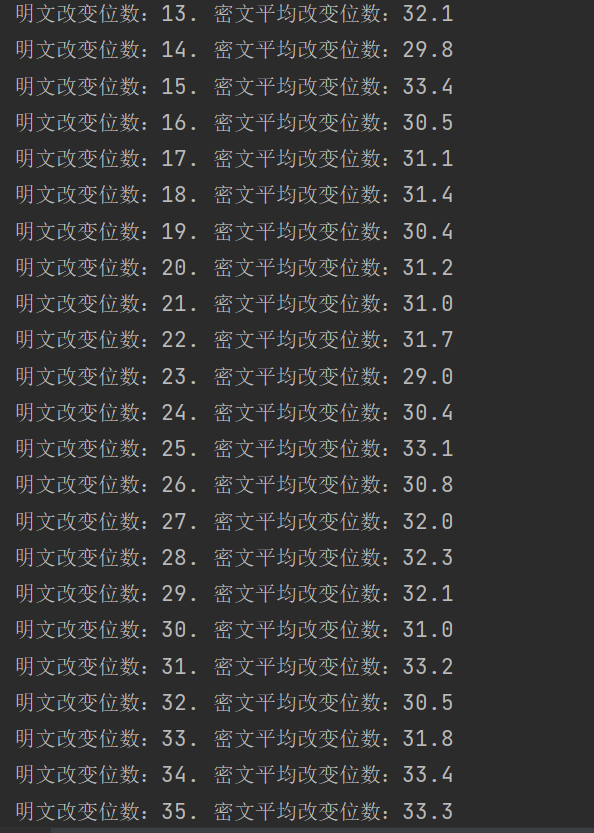 明文改变位数：13. 密文平均改变位数：32.1
明文改变位数：14. 密文平均改变位数：29.8
明文改变位数：15. 密文平均改变位数：33.4
明文改变位数：16. 密文平均改变位数：30.5
明文改变位数：17. 密文平均改变位数：31.1
明文改变位数：18. 密文平均改变位数：31.4
明文改变位数：19. 密文平均改变位数：30.4
明文改变位数：20. 密文平均改变位数：31.2
明文改变位数：21. 密文平均改变位数：31.0
明文改变位数：22. 密文平均改变位数：31.7
明文改变位数：23. 密文平均改变位数：29.0
明文改变位数：24. 密文平均改变位数：30.4
明文改变位数：25. 密文平均改变位数：33.1
明文改变位数：26. 密文平均改变位数：30.8
明文改变位数：27. 密文平均改变位数：32.0
明文改变位数：28. 密文平均改变位数：32.3
明文改变位数：29. 密文平均改变位数：32.1
明文改变位数：30. 密文平均改变位数：31.0
明文改变位数：31. 密文平均改变位数：33.2
明文改变位数：32. 密文平均改变位数：30.5
明文改变位数：33. 密文平均改变位数：31.8
明文改变位数：34. 密文平均改变位数：33.4
明文改变位数：35. 密文平均改变位数：33.3